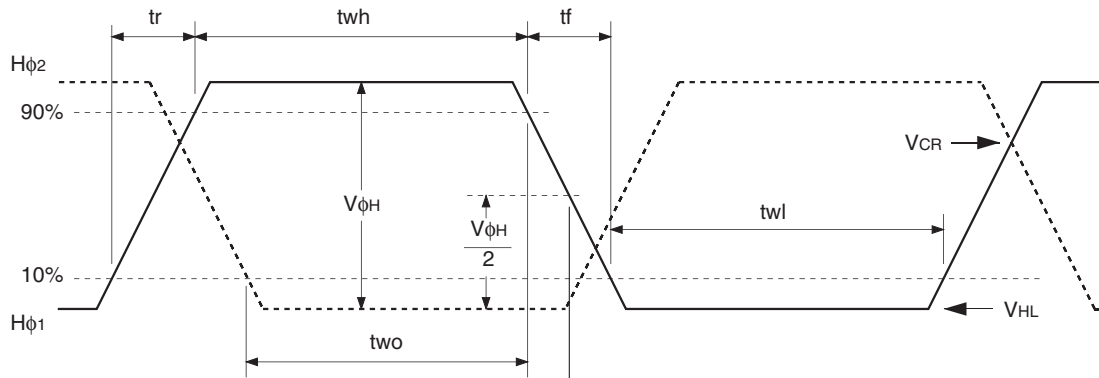 tr
twh
tf
Hϕ2
90%
VCR
VϕH
VϕH
2
twl
10%
Hϕ1
VHL
two